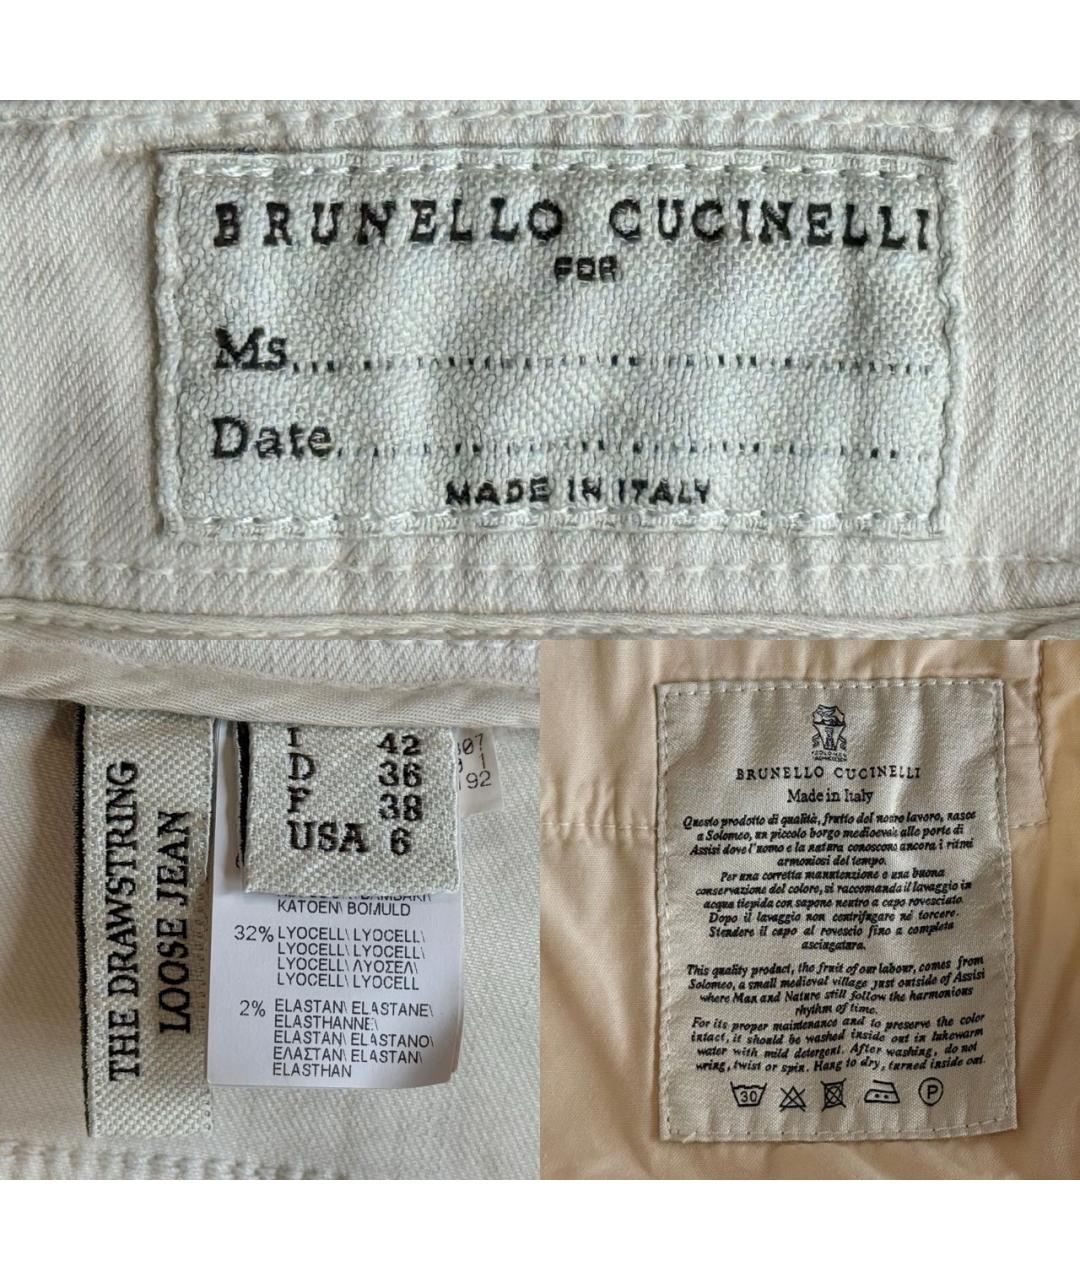 BRUNELLO CUCINELLI
FOR
Ms.
Date
MADE IN ITALY
THE DRAWSTRING
LOOSE JEAN
I 42
D 36
F 38
USA 6
307
1
192
KATOEN\ BOMULD
32% LYOCELL\ LYOCELL\
LYOCELL\ LYOCELL\
LYOCELL\ ΛΥΟΣΕΛ\
LYOCELL\ LYOCELL
2% ELASTAN\ ELASTANE\
ELASTHANNE\
ELASTAN\ ELASTANO\
ΕΛΑΣΤΑΝ\ ELASTAN\
ELASTHAN
BRUNELLO CUCINELLI
Made in Italy
Questo prodotto di qualità, frutto del nostro lavoro, nasce
a Solomeo, un piccolo borgo medioevale alle porte di
Assisi dove l'uomo e la natura conoscono ancora i ritmi
armoniosi del tempo.
Per una corretta manutenzione e una buona
conservazione del colore, si raccomanda il lavaggio in
acqua tiepida con sapone neutro a capo rovesciato.
Dopo il lavaggio non centrifugare né torcere.
Stendere il capo al rovescio fino a completa
asciugatura.
This quality product, the fruit of our labour, comes from
Solomeo, a small medieval village just outside of Assisi
where Man and Nature still follow the harmonious
rhythm of time.
For its proper maintenance and to preserve the color
intact, it should be washed inside out in lukewarm
water with mild detergent. After washing, do not
wring, twist or spin. Hang to dry, turned inside out.
30 P